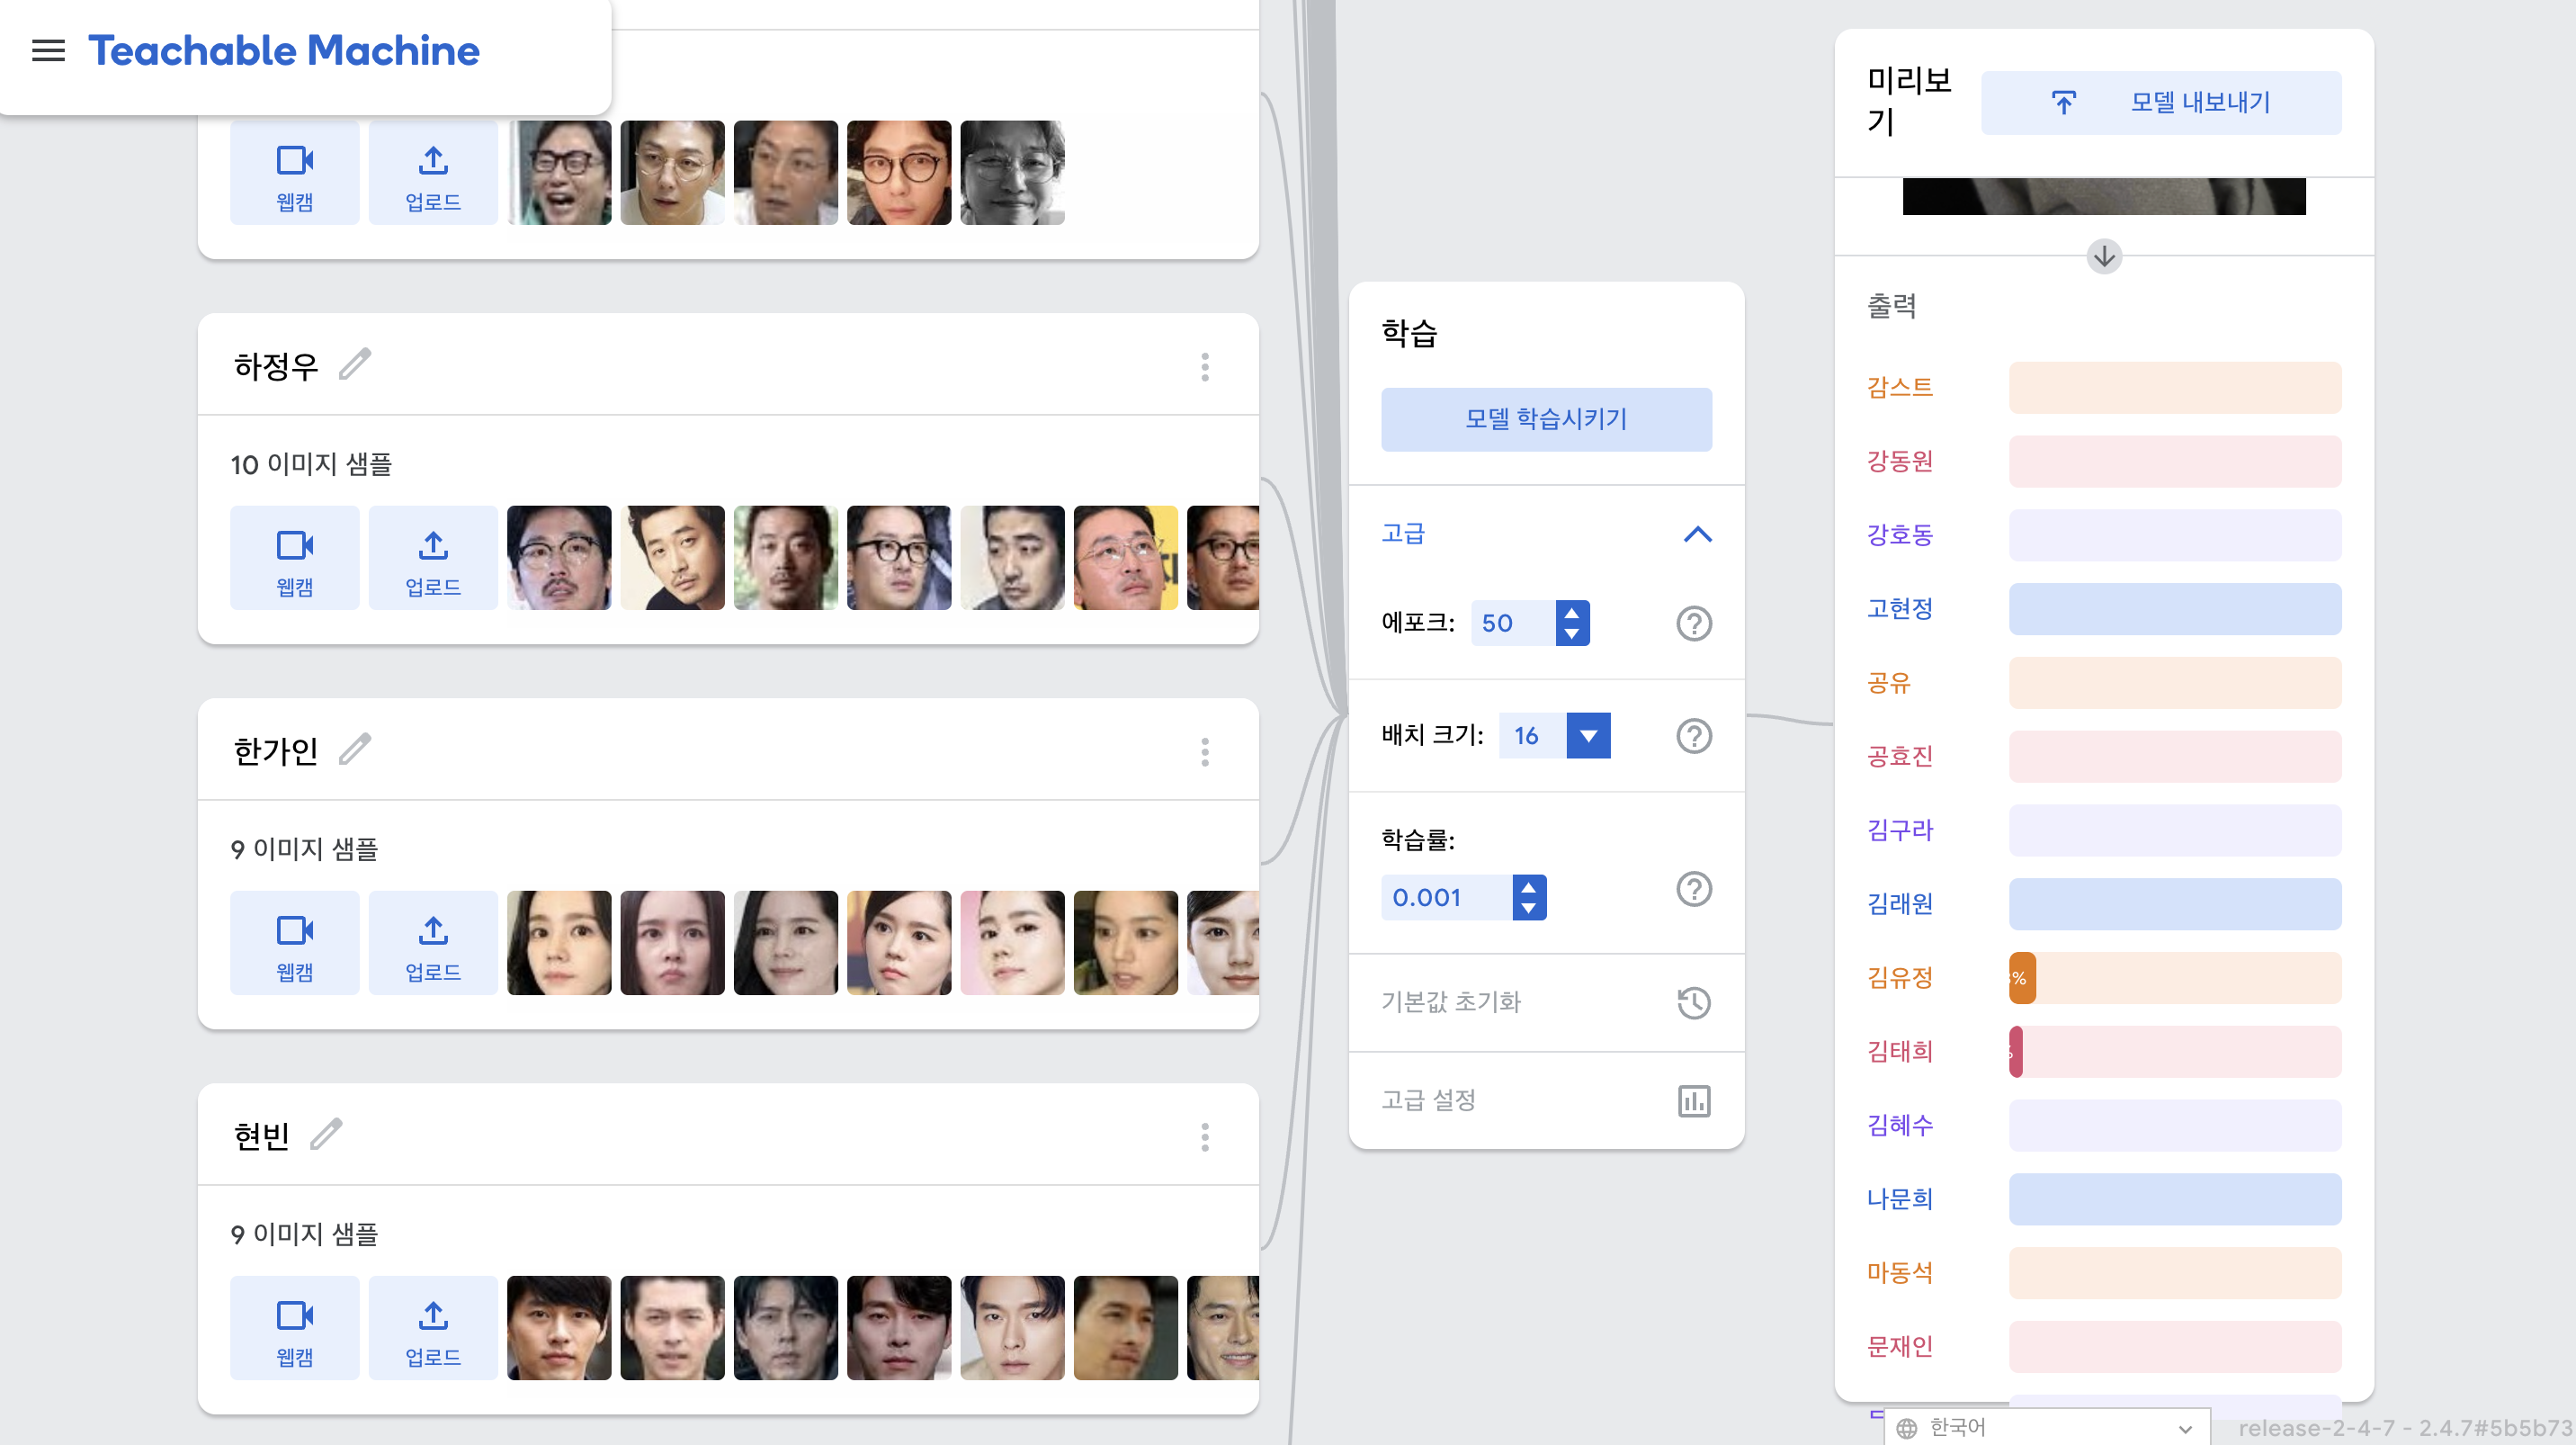 Teachable Machine
웹캠
업로드
하정우
10 이미지 샘플
웹캠
업로드
한가인
9 이미지 샘플
웹캠
업로드
현빈
9 이미지 샘플
웹캠
업로드
학습
모델 학습시키기
고급
에포크: 50
배치 크기: 16
학습률:
0.001
기본값 초기화
고급 설정
미리보
기
모델 내보내기
출력
감스트
강동원
강호동
고현정
공유
공효진
김구라
김래원
김유정
%
김태희
김혜수
나문희
마동석
문재인
한국어
release-2-4-7 - 2.4.7#5b5b73